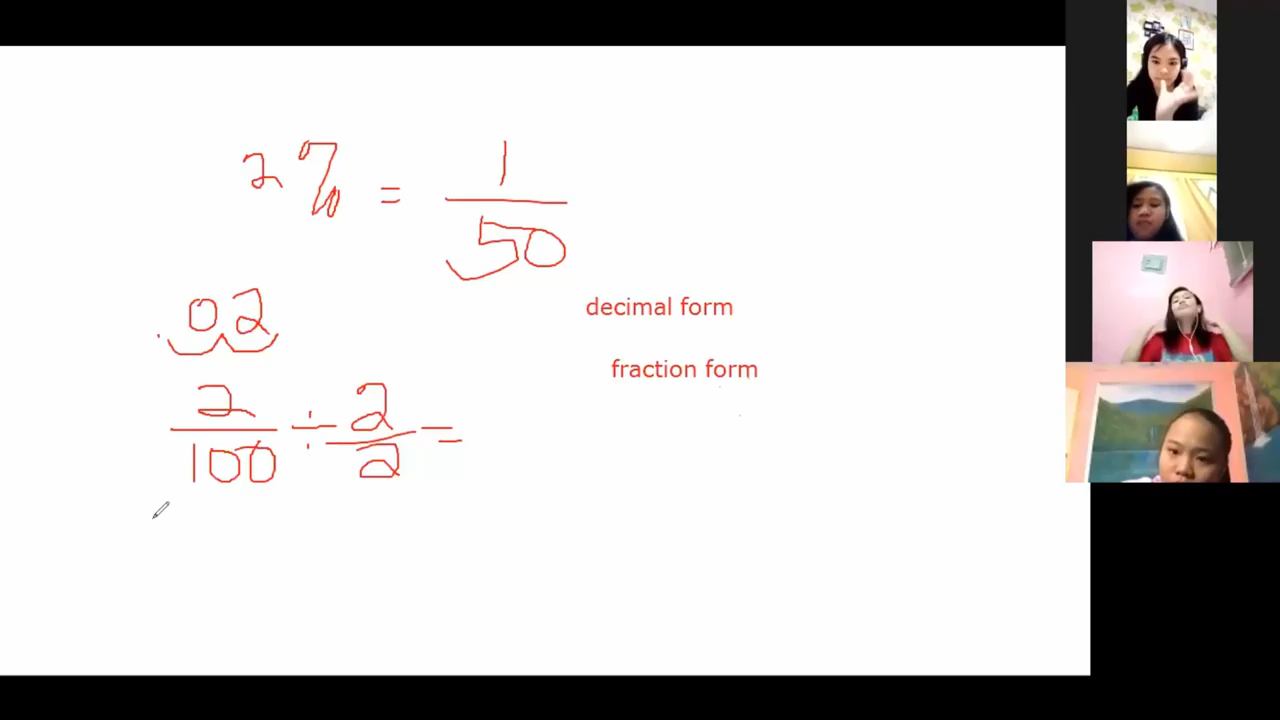 2% = 1/50
.02
decimal form
fraction form
2/100 ÷ 2/2 =